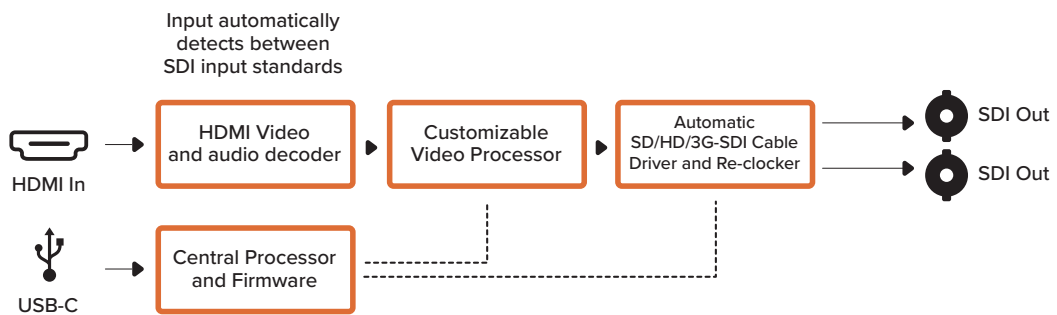 Input automatically
detects between
SDI input standards
HDMI In
HDMI Video
and audio decoder
Customizable
Video Processor
Automatic
SD/HD/3G-SDI Cable
Driver and Re-clocker
SDI Out
SDI Out
USB-C
Central Processor
and Firmware